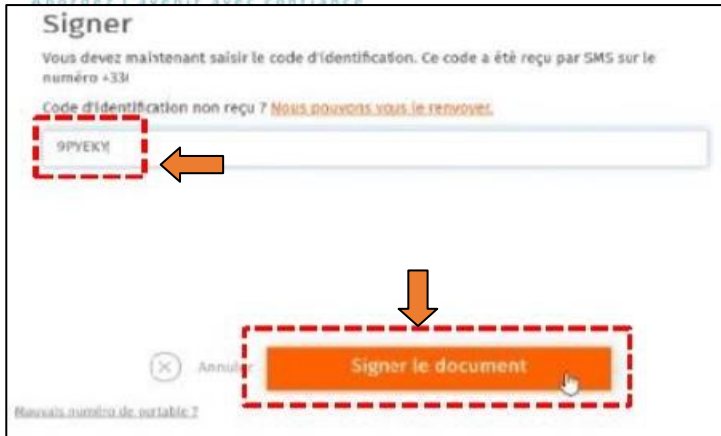 Signer
Vous devez maintenant saisir le code d'identification. Ce code a été reçu par SMS sur le
numéro +33
Code d'identification non reçu ? Nous pouvons vous le renvoyer.
9PYEKY
Annuler
Signer le document
Mauvais numéro de portable ?